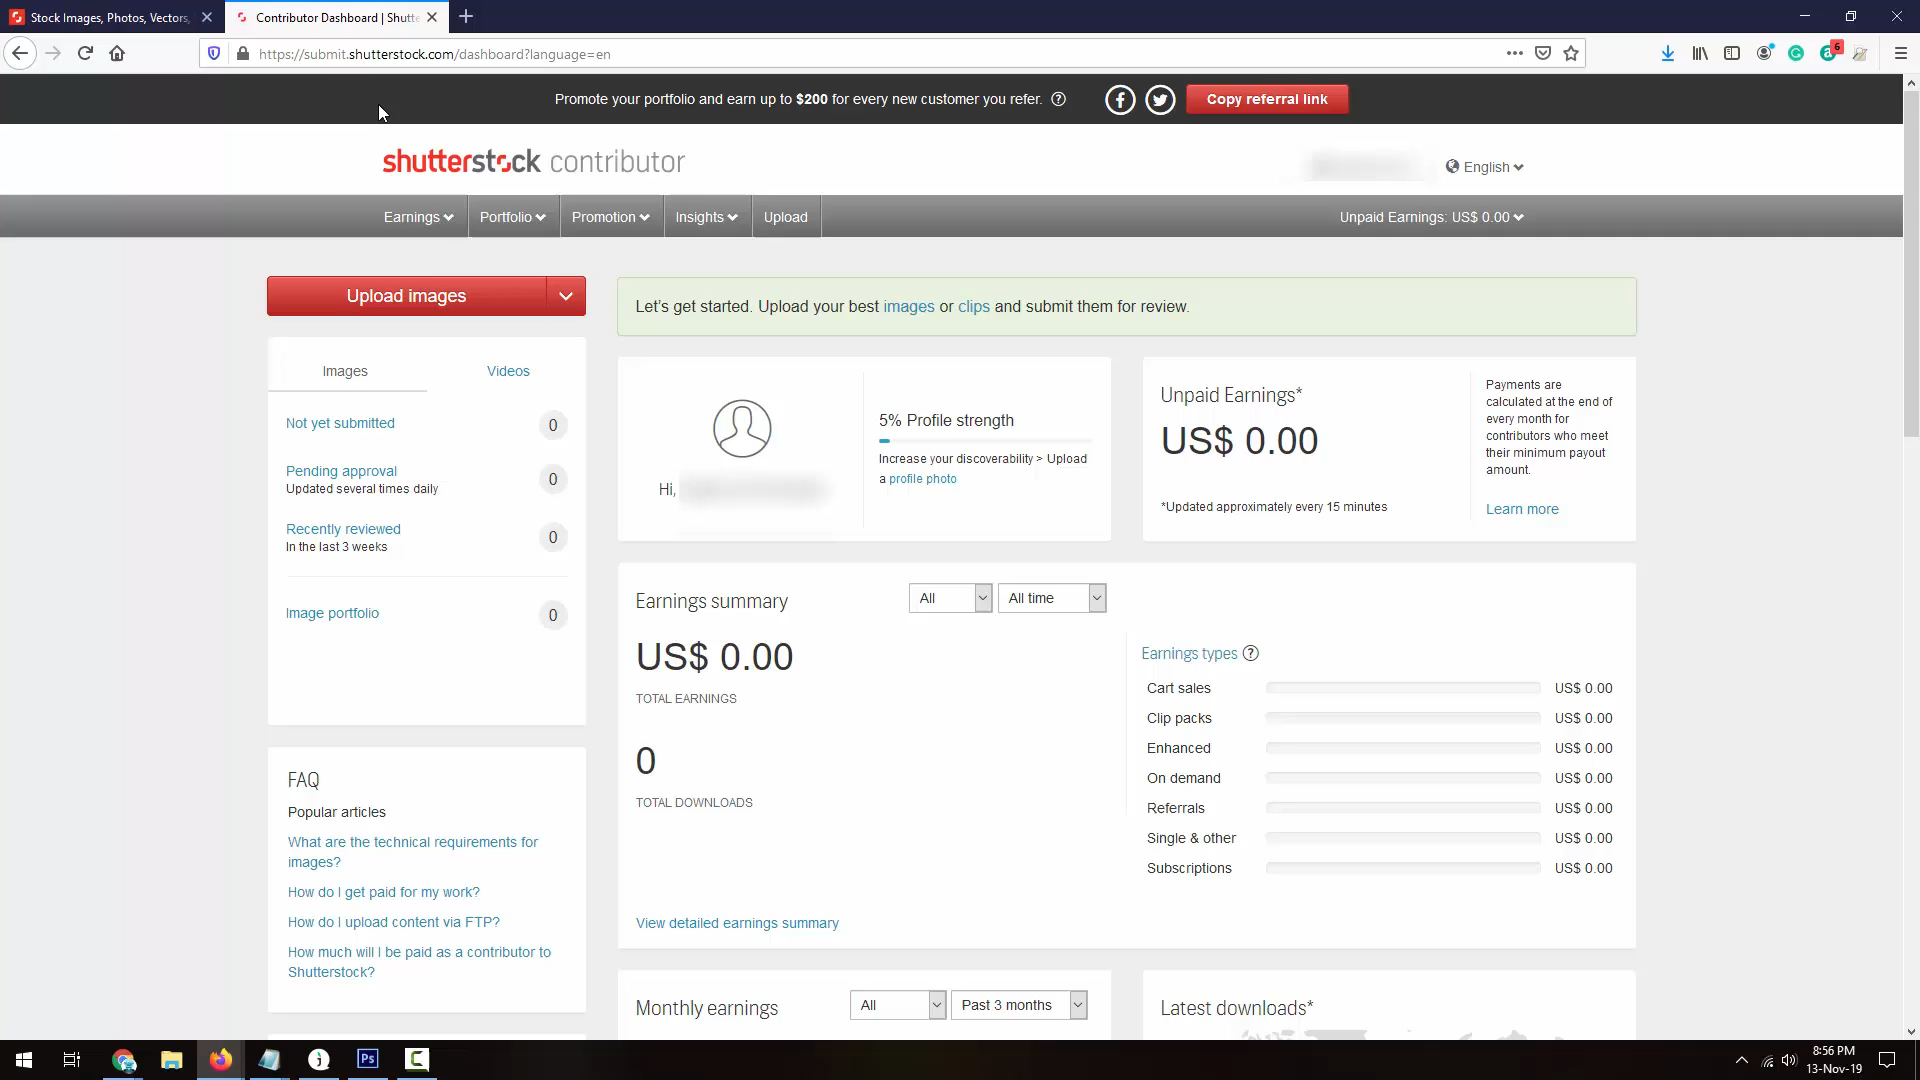 Stock Images, Photos, Vectors,
Contributor Dashboard | Shutte
https://submit.shutterstock.com/dashboard?language=en
6
Promote your portfolio and earn up to $200 for every new customer you refer. ?
Copy referral link
shutterstock contributor
English
Earnings
Portfolio
Promotion
Insights
Upload
Unpaid Earnings: US$ 0.00
Upload images
Let's get started. Upload your best images or clips and submit them for review.
Images
Videos
Not yet submitted
0
Pending approval
0
Updated several times daily
Recently reviewed
0
In the last 3 weeks
Image portfolio
0
Hi,
5% Profile strength
Increase your discoverability > Upload
a profile photo
Unpaid Earnings*
US$ 0.00
*Updated approximately every 15 minutes
Payments are
calculated at the end of
every month for
contributors who meet
their minimum payout
amount.
Learn more
Earnings summary
All
All time
US$ 0.00
TOTAL EARNINGS
0
TOTAL DOWNLOADS
View detailed earnings summary
Earnings types ?
Cart sales US$ 0.00
Clip packs US$ 0.00
Enhanced US$ 0.00
On demand US$ 0.00
Referrals US$ 0.00
Single & other US$ 0.00
Subscriptions US$ 0.00
FAQ
Popular articles
What are the technical requirements for
images?
How do I get paid for my work?
How do I upload content via FTP?
How much will I be paid as a contributor to
Shutterstock?
Monthly earnings
All
Past 3 months
Latest downloads*
Ps
8:56 PM
13-Nov-19